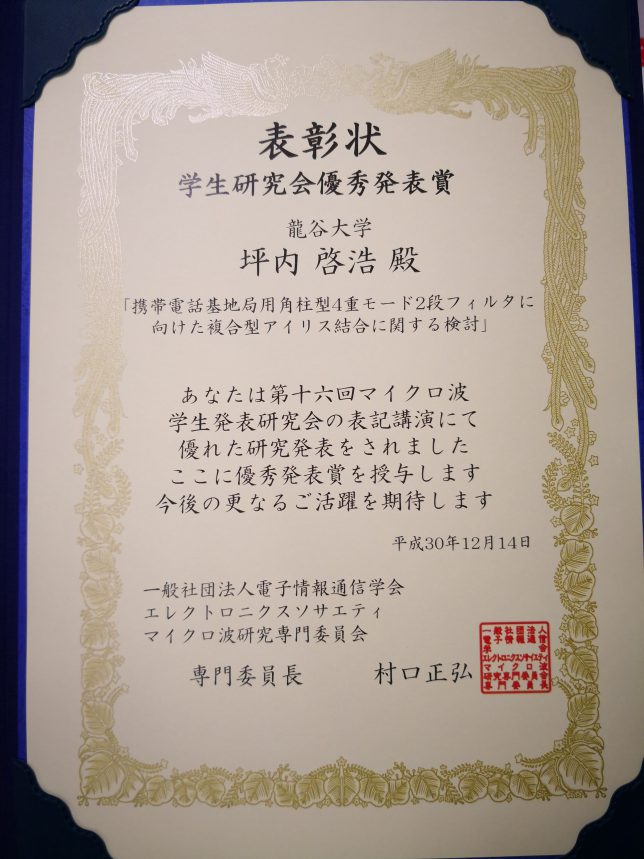 表彰状
学生研究会優秀発表賞
龍谷大学
坪内 啓浩 殿
「携帯電話基地局用角柱型4重モード2段フィルタに
向けた複合型アイリス結合に関する検討」
あなたは第十六回マイクロ波
学生発表研究会の表記講演にて
優れた研究発表をされました
ここに優秀発表賞を授与します
今後の更なるご活躍を期待します
平成30年12月14日
一般社団法人電子情報通信学会
エレクトロニクスソサエティ
マイクロ波研究専門委員会
専門委員長 村口正弘